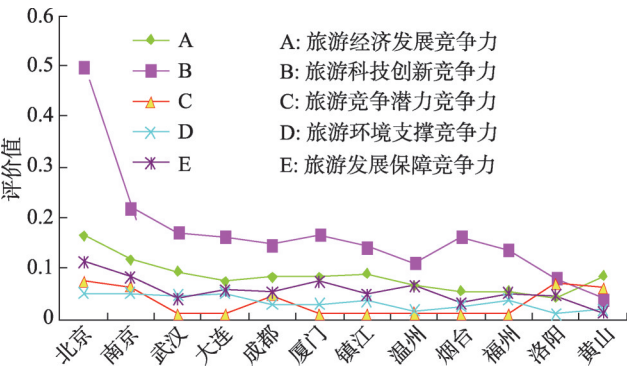 0.6
0.5
0.4
0.3
0.2
0.1
0
评价值
A A: 旅游经济发展竞争力
B B: 旅游科技创新竞争力
C C: 旅游竞争潜力竞争力
D D: 旅游环境支撑竞争力
E E: 旅游发展保障竞争力
北京 南京 武汉 大连 成都 厦门 镇江 温州 烟台 福州 洛阳 黄山